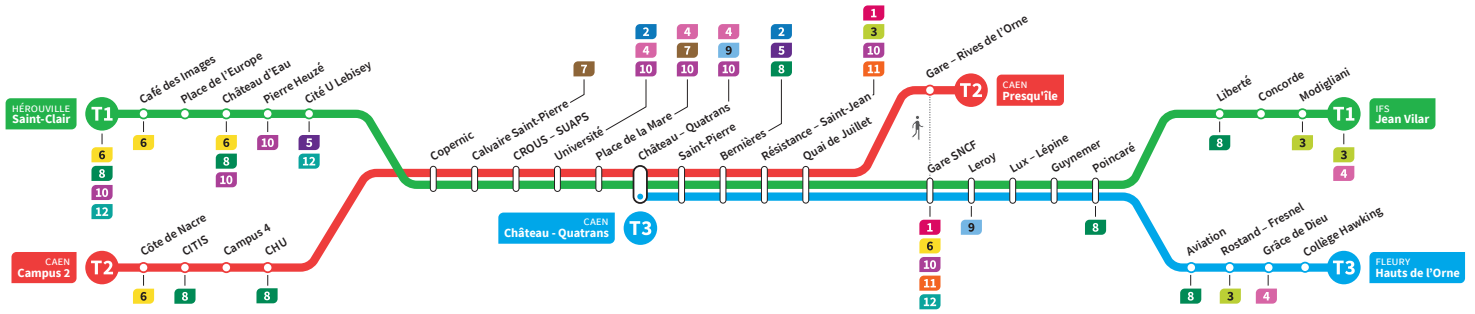 HÉROUVILLE
Saint-Clair
T1
6
8
10
12
Café des Images
6
Place de l'Europe
Château d'Eau
6
8
10
Pierre Heuzé
10
Cité U Lebisey
5
12
CAEN
Campus 2
T2
Côte de Nacre
6
CITIS
8
Campus 4
CHU
8
Copernic
Calvaire Saint-Pierre
7
CROUS – SUAPS
Université
2
4
10
Place de la Mare
4
7
10
Château – Quatrans
4
9
10
CAEN
Château - Quatrans
T3
Saint-Pierre
Bernières
2
5
8
Résistance – Saint-Jean
1
3
10
11
Quai de Juillet
Gare – Rives de l'Orne
T2
CAEN
Presqu'île
Gare SNCF
1
6
10
11
12
Leroy
9
Lux – Lépine
Guynemer
Poincaré
8
Liberté
8
Concorde
Modigliani
3
T1
3
4
IFS
Jean Vilar
Aviation
8
Rostand – Fresnel
3
Grâce de Dieu
4
Collège Hawking
T3
FLEURY
Hauts de l'Orne